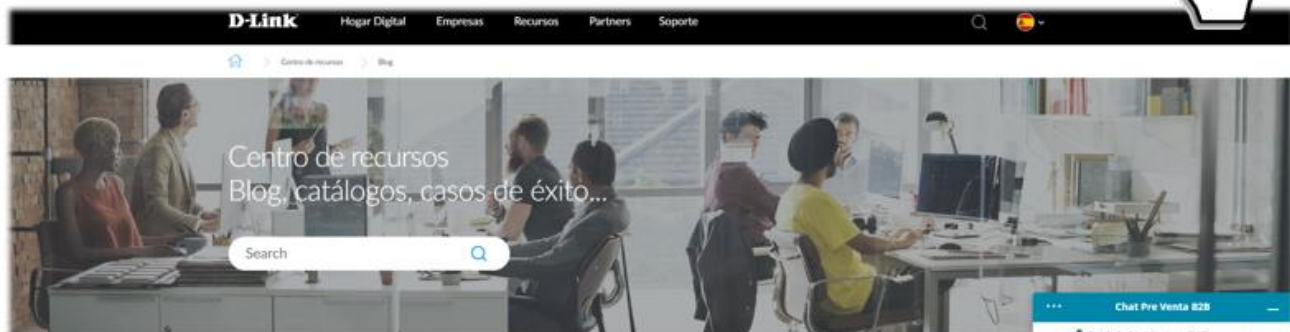 D-Link Hogar Digital Empresas Recursos Partners Soporte
Centro de recursos Blog
Centro de recursos
Blog, catálogos, casos de éxito...
Search
Chat Pre Venta B2B